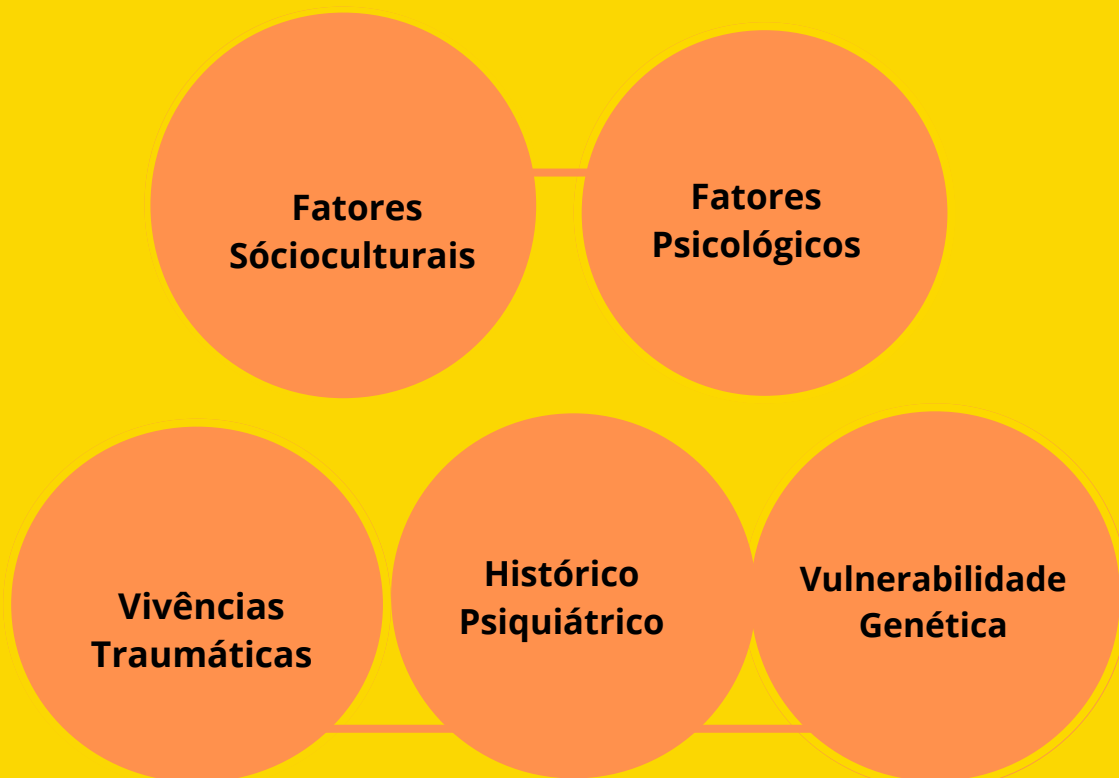 Fatores
Sócioculturais
Fatores
Psicológicos
Vivências
Traumáticas
Histórico
Psiquiátrico
Vulnerabilidade
Genética